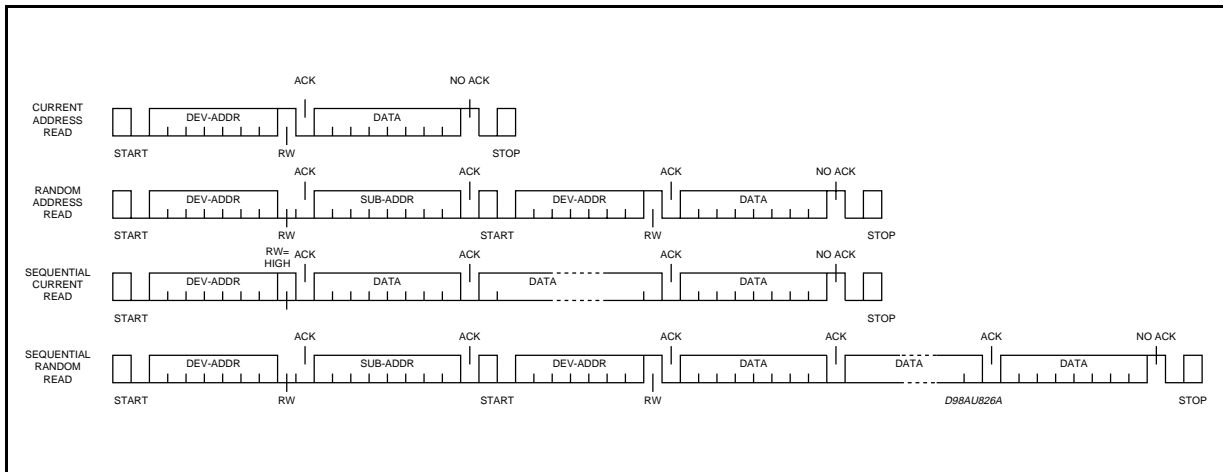 ACK NO ACK
CURRENT
ADDRESS
READ
DEV-ADDR DATA
START RW STOP
ACK ACK ACK NO ACK
RANDOM
ADDRESS
READ
DEV-ADDR SUB-ADDR DEV-ADDR DATA
START RW START RW STOP
RW=
HIGH
ACK ACK ACK NO ACK
SEQUENTIAL
CURRENT
READ
DEV-ADDR DATA DATA DATA
START STOP
ACK ACK ACK ACK ACK NO ACK
SEQUENTIAL
RANDOM
READ
DEV-ADDR SUB-ADDR DEV-ADDR DATA DATA DATA
START RW START RW D98AU826A STOP